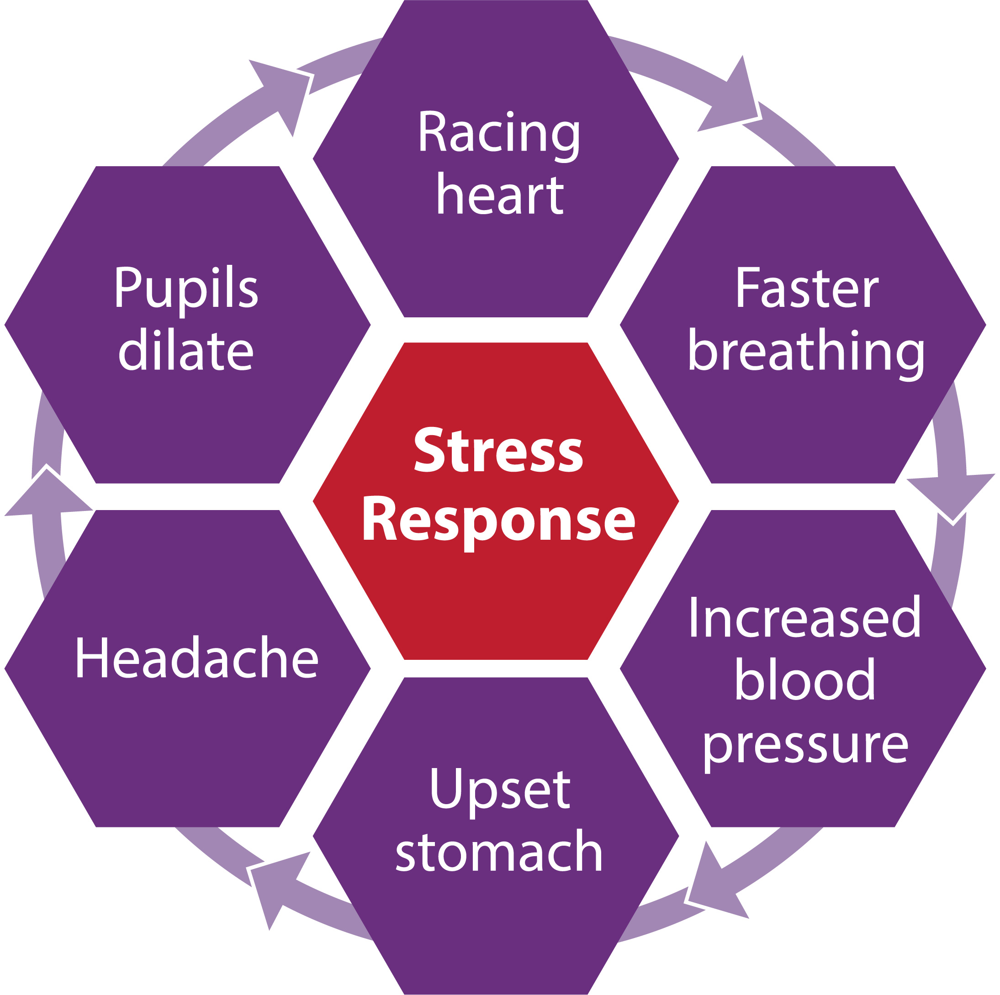 Racing
heart
Faster
breathing
Increased
blood
pressure
Upset
stomach
Headache
Pupils
dilate
Stress
Response